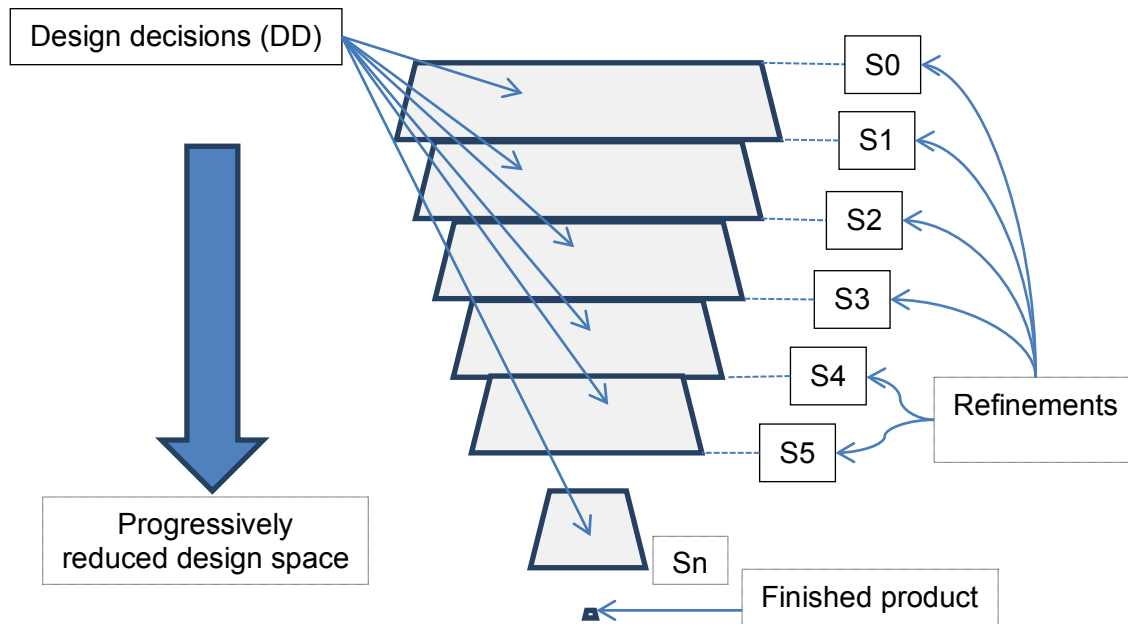 Design decisions (DD)
S0
S1
S2
S3
S4
Refinements
S5
Progressively
reduced design space
Sn
Finished product